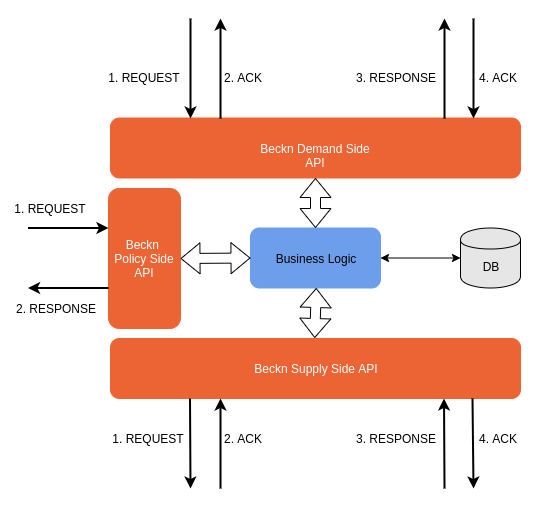 1. REQUEST
2. ACK
3. RESPONSE
4. ACK
Beckn Demand Side
API
1. REQUEST
Beckn
Policy Side
API
2. RESPONSE
Business Logic
DB
Beckn Supply Side API
1. REQUEST
2. ACK
3. RESPONSE
4. ACK